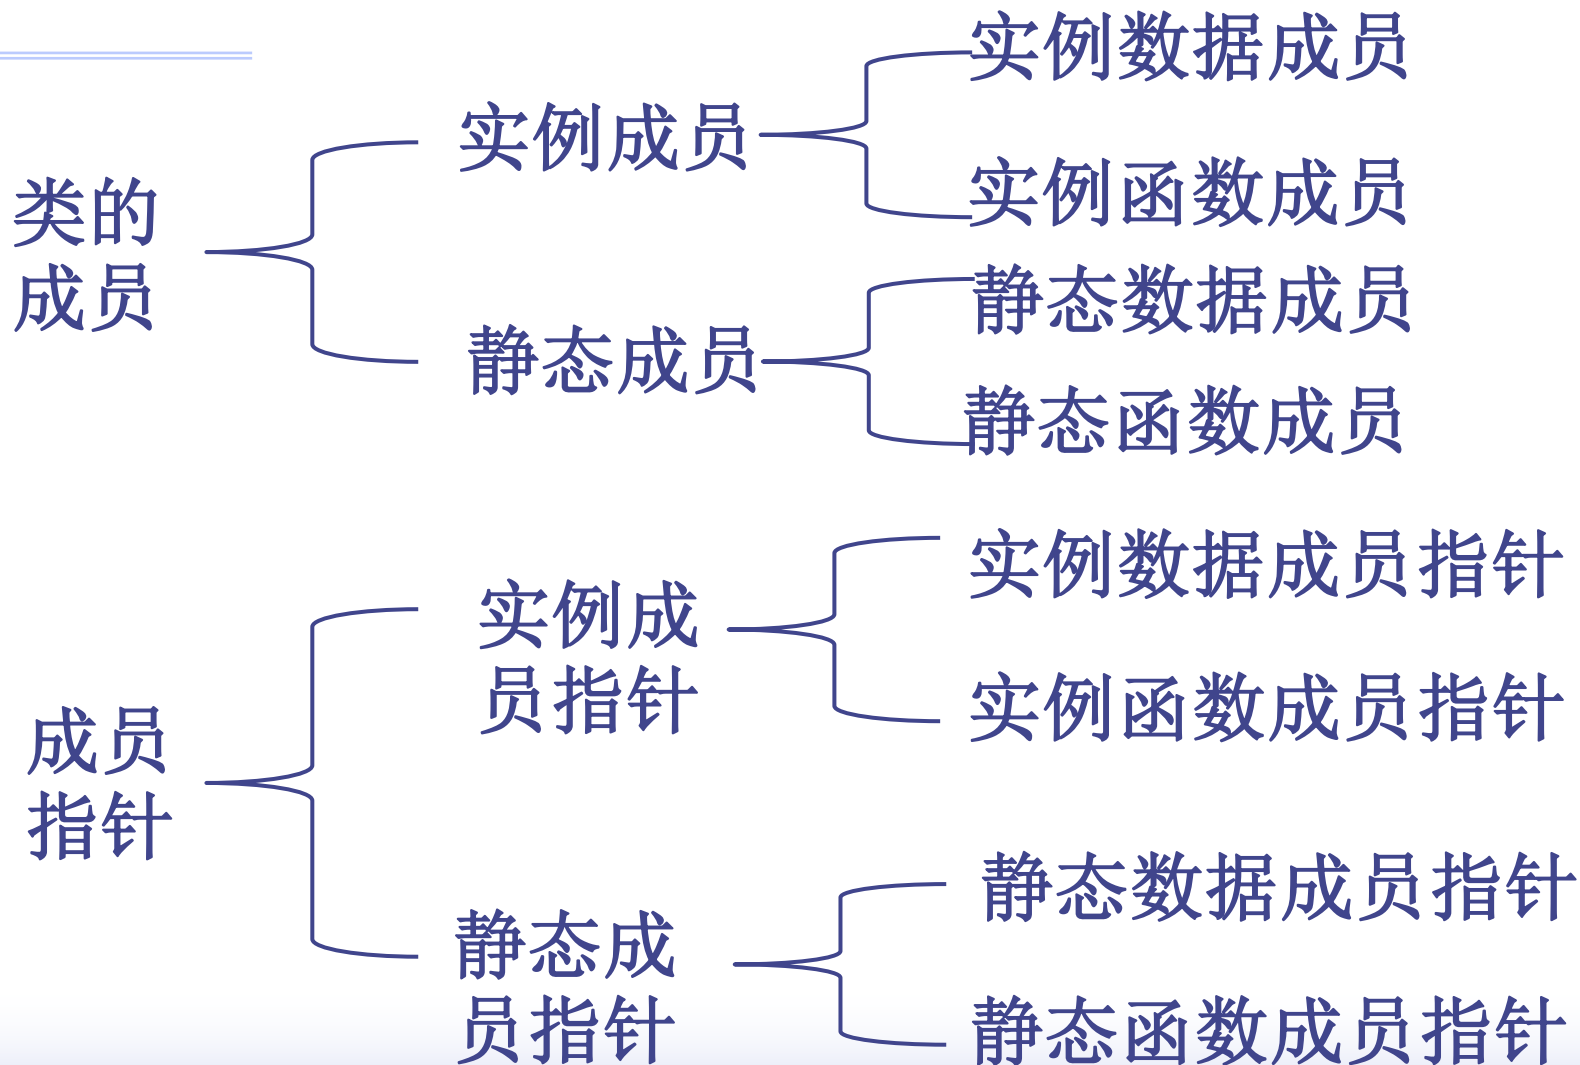 类的
成员
实例成员
实例数据成员
实例函数成员
静态成员
静态数据成员
静态函数成员
成员
指针
实例成
员指针
实例数据成员指针
实例函数成员指针
静态成
员指针
静态数据成员指针
静态函数成员指针